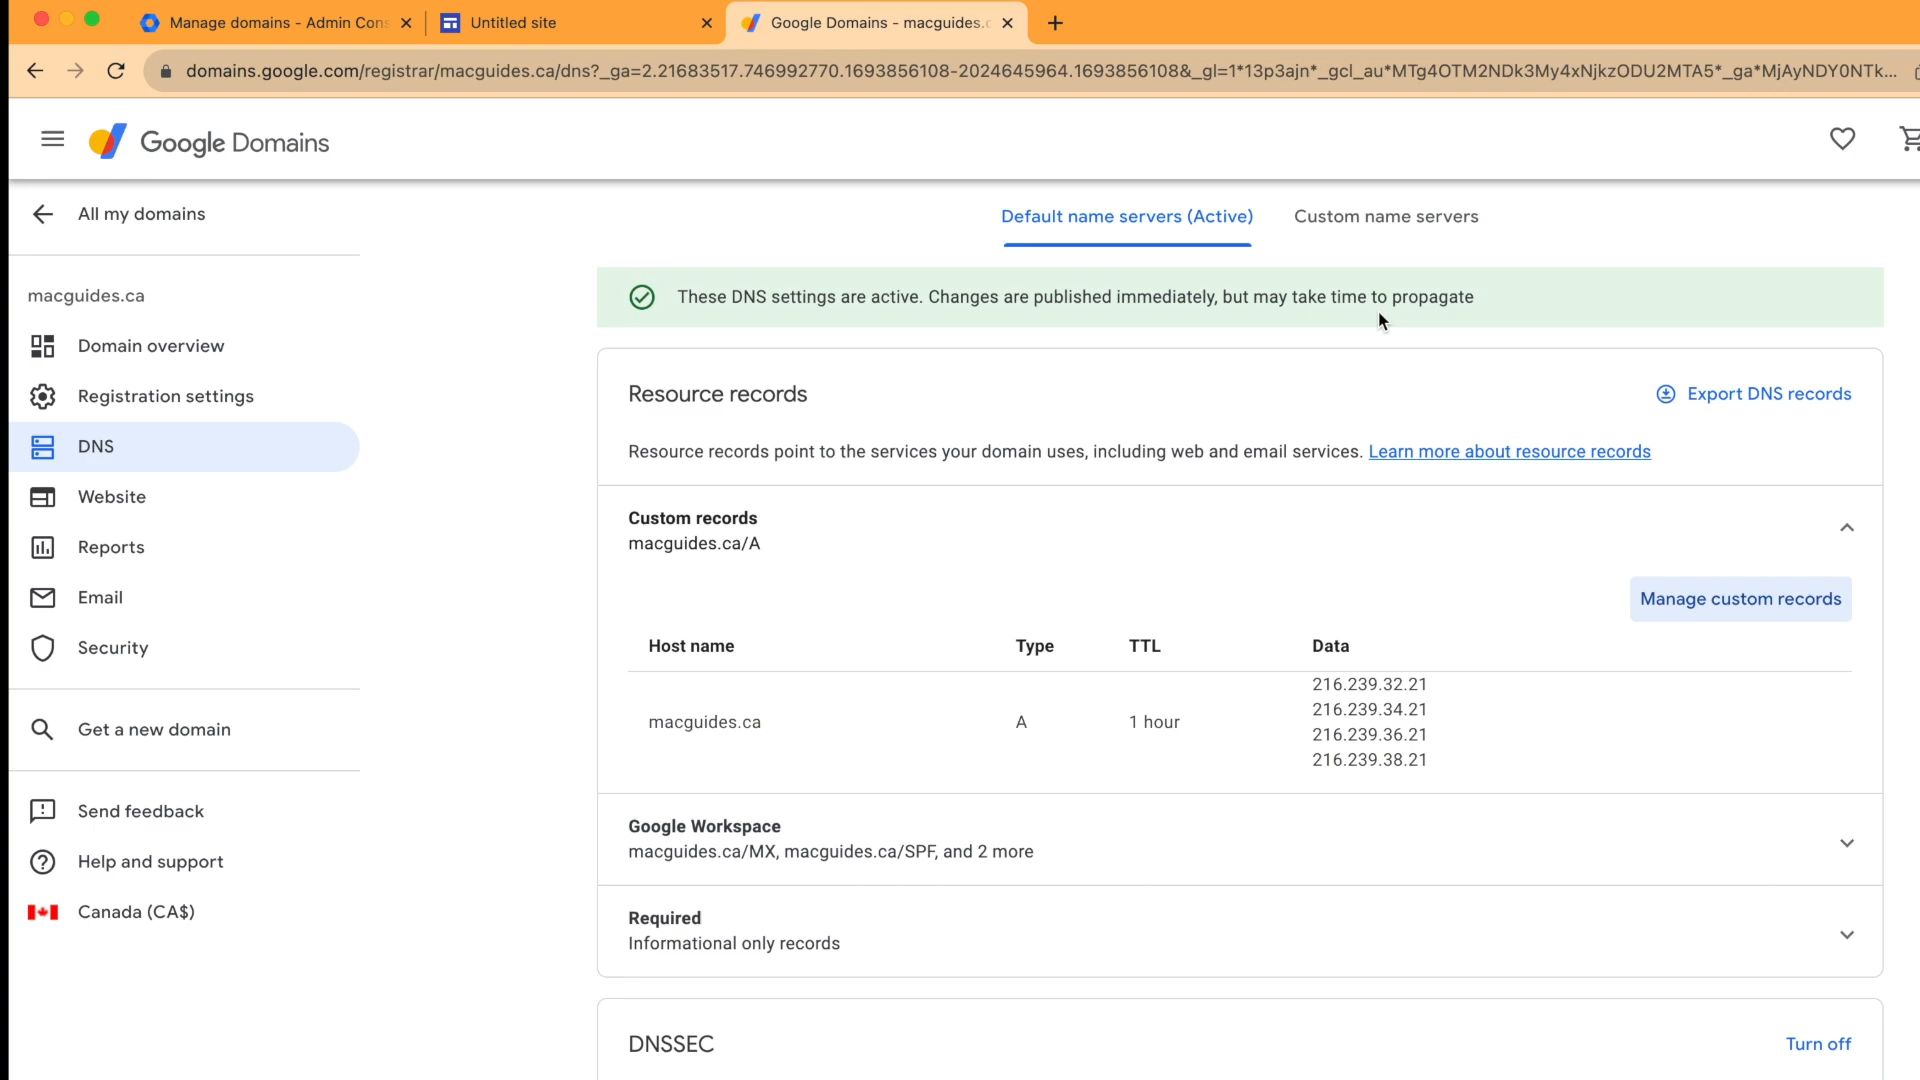 Manage domains - Admin Cons
Untitled site
Google Domains - macguides.c
domains.google.com/registrar/macguides.ca/dns?_ga=2.21683517.746992770.1693856108-2024645964.1693856108&_gl=1*13p3ajn*_gcl_au*MTg4OTM2NDk3My4xNjkzODU2MTA5*_ga*MjAyNDY0NTk...
Google Domains
All my domains
macguides.ca
Domain overview
Registration settings
DNS
Website
Reports
Email
Security
Get a new domain
Send feedback
Help and support
Canada (CA$)
Default name servers (Active)
Custom name servers
These DNS settings are active. Changes are published immediately, but may take time to propagate
Resource records
Export DNS records
Resource records point to the services your domain uses, including web and email services. Learn more about resource records
Custom records
macguides.ca/A
Manage custom records
Host name Type TTL Data
216.239.32.21
216.239.34.21
macguides.ca A 1 hour
216.239.36.21
216.239.38.21
Google Workspace
macguides.ca/MX, macguides.ca/SPF, and 2 more
Required
Informational only records
DNSSEC
Turn off